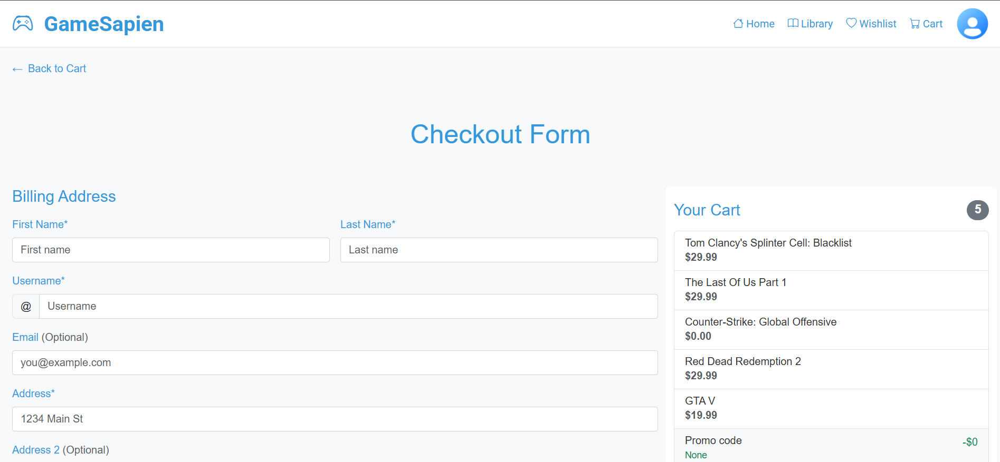 GameSapien
Home Library Wishlist Cart
← Back to Cart
Checkout Form
Billing Address
First Name* Last Name*
First name Last name
Username*
@ Username
Email (Optional)
you@example.com
Address*
1234 Main St
Address 2 (Optional)
Your Cart 5
Tom Clancy's Splinter Cell: Blacklist
$29.99
The Last Of Us Part 1
$29.99
Counter-Strike: Global Offensive
$0.00
Red Dead Redemption 2
$29.99
GTA V
$19.99
Promo code -$0
None